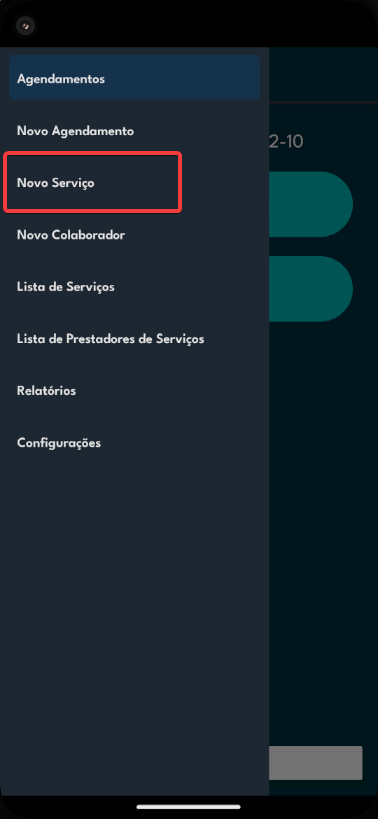 Agendamentos
Novo Agendamento
2-10
Novo Serviço
Novo Colaborador
Lista de Serviços
Lista de Prestadores de Serviços
Relatórios
Configurações